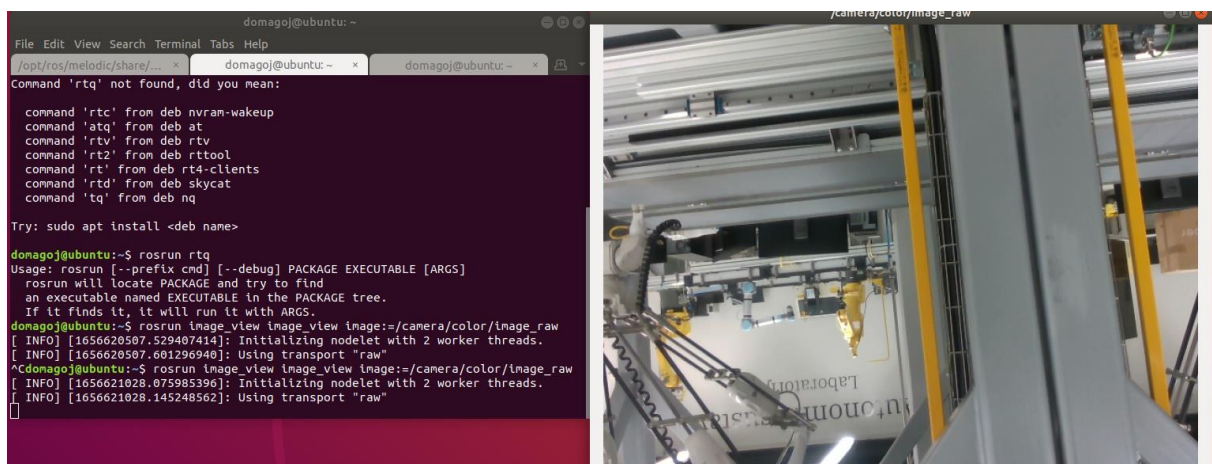 domagoj@ubuntu: ~
File Edit View Search Terminal Tabs Help
/opt/ros/melodic/share/... × domagoj@ubuntu: ~ × domagoj@ubuntu: ~ ×
Command 'rtq' not found, did you mean:
command 'rtc' from deb nvram-wakeup
command 'atq' from deb at
command 'rtv' from deb rtv
command 'rt2' from deb rttool
command 'rt' from deb rt4-clients
command 'rtd' from deb skycat
command 'tq' from deb nq
Try: sudo apt install <deb name>
domagoj@ubuntu:~$ rosrun rtq
Usage: rosrun [--prefix cmd] [--debug] PACKAGE EXECUTABLE [ARGS]
rosrun will locate PACKAGE and try to find
an executable named EXECUTABLE in the PACKAGE tree.
If it finds it, it will run it with ARGS.
domagoj@ubuntu:~$ rosrun image_view image_view image:=/camera/color/image_raw
[ INFO] [1656620507.529407414]: Initializing nodelet with 2 worker threads.
[ INFO] [1656620507.601296940]: Using transport "raw"
^Cdomagoj@ubuntu:~$ rosrun image_view image_view image:=/camera/color/image_raw
[ INFO] [1656621028.075985396]: Initializing nodelet with 2 worker threads.
[ INFO] [1656621028.145248562]: Using transport "raw"
/camera/color/image_raw
Laboratory